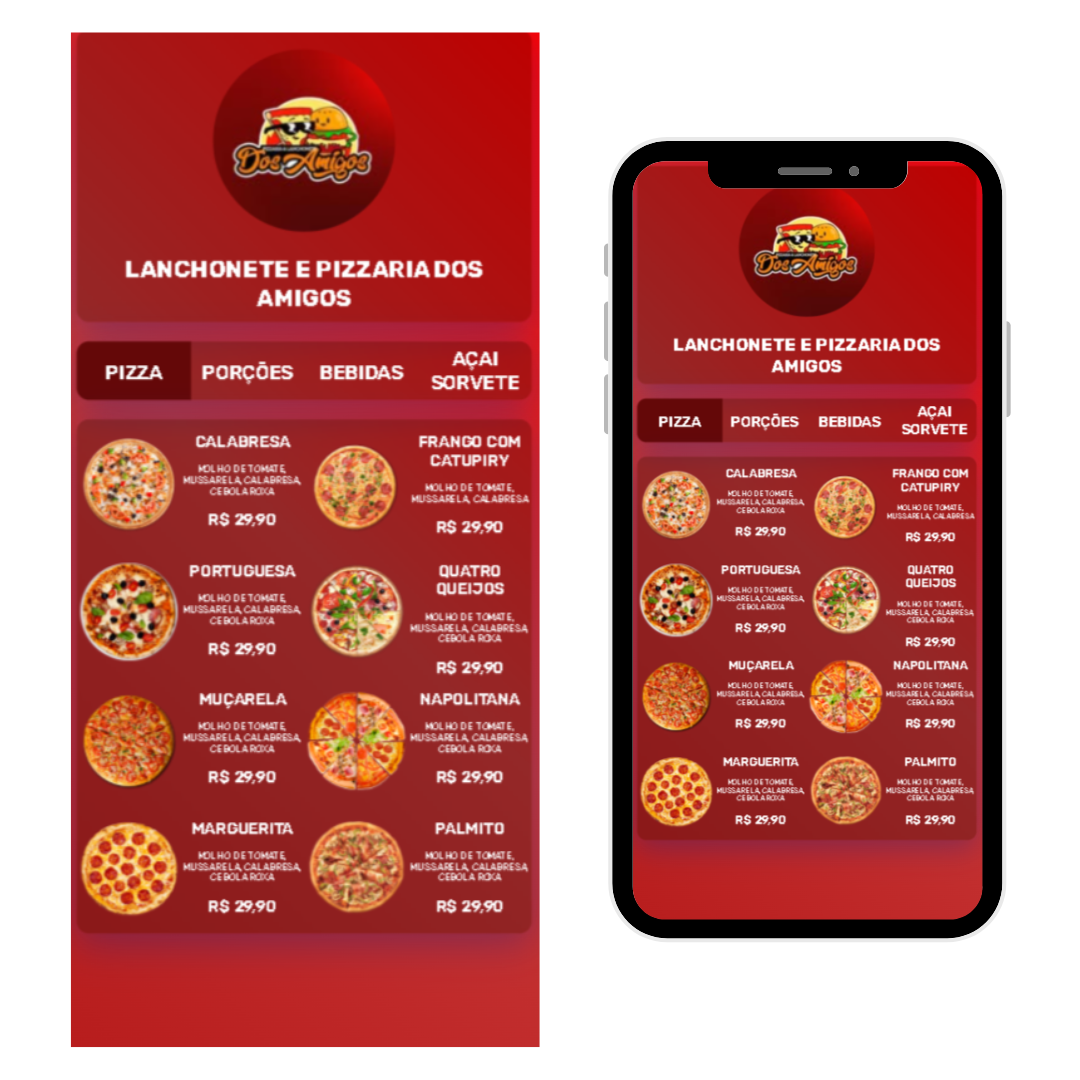 Dos Amigos
LANCHONETE E PIZZARIA DOS
AMIGOS
PIZZA
PORÇÕES
BEBIDAS
AÇAI
SORVETE
CALABRESA
MOLHO DE TOMATE,
MUSSARELA, CALABRESA,
CEBOLA ROXA
R$ 29,90
FRANGO COM
CATUPIRY
MOLHO DE TOMATE,
MUSSARELA, CALABRESA
R$ 29,90
PORTUGUESA
MOLHO DE TOMATE,
MUSSARELA, CALABRESA,
CEBOLA ROXA
R$ 29,90
QUATRO
QUEIJOS
MOLHO DE TOMATE,
MUSSARELA, CALABRESA,
CEBOLA ROXA
R$ 29,90
MUÇARELA
MOLHO DE TOMATE,
MUSSARELA, CALABRESA,
CEBOLA ROXA
R$ 29,90
NAPOLITANA
MOLHO DE TOMATE,
MUSSARELA, CALABRESA,
CEBOLA ROXA
R$ 29,90
MARGUERITA
MOLHO DE TOMATE,
MUSSARELA, CALABRESA,
CEBOLA ROXA
R$ 29,90
PALMITO
MOLHO DE TOMATE,
MUSSARELA, CALABRESA,
CEBOLA ROXA
R$ 29,90
Dos Amigos
LANCHONETE E PIZZARIA DOS
AMIGOS
PIZZA
PORÇÕES
BEBIDAS
AÇAI
SORVETE
CALABRESA
MOLHO DE TOMATE,
MUSSARELA, CALABRESA,
CEBOLA ROXA
R$ 29,90
FRANGO COM
CATUPIRY
MOLHO DE TOMATE,
MUSSARELA, CALABRESA
R$ 29,90
PORTUGUESA
MOLHO DE TOMATE,
MUSSARELA, CALABRESA,
CEBOLA ROXA
R$ 29,90
QUATRO
QUEIJOS
MOLHO DE TOMATE,
MUSSARELA, CALABRESA,
CEBOLA ROXA
R$ 29,90
MUÇARELA
MOLHO DE TOMATE,
MUSSARELA, CALABRESA,
CEBOLA ROXA
R$ 29,90
NAPOLITANA
MOLHO DE TOMATE,
MUSSARELA, CALABRESA,
CEBOLA ROXA
R$ 29,90
MARGUERITA
MOLHO DE TOMATE,
MUSSARELA, CALABRESA,
CEBOLA ROXA
R$ 29,90
PALMITO
MOLHO DE TOMATE,
MUSSARELA, CALABRESA,
CEBOLA ROXA
R$ 29,90